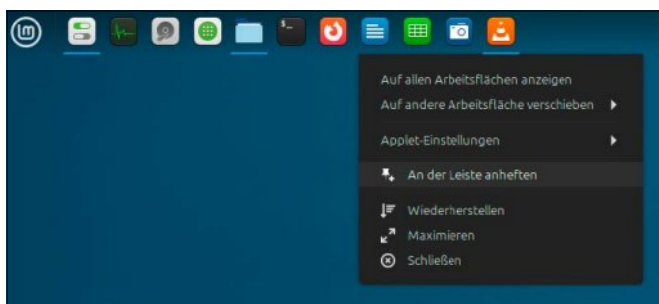 Auf allen Arbeitsflächen anzeigen
Auf andere Arbeitsfläche verschieben
Applet-Einstellungen
An der Leiste anheften
Wiederherstellen
Maximieren
Schließen